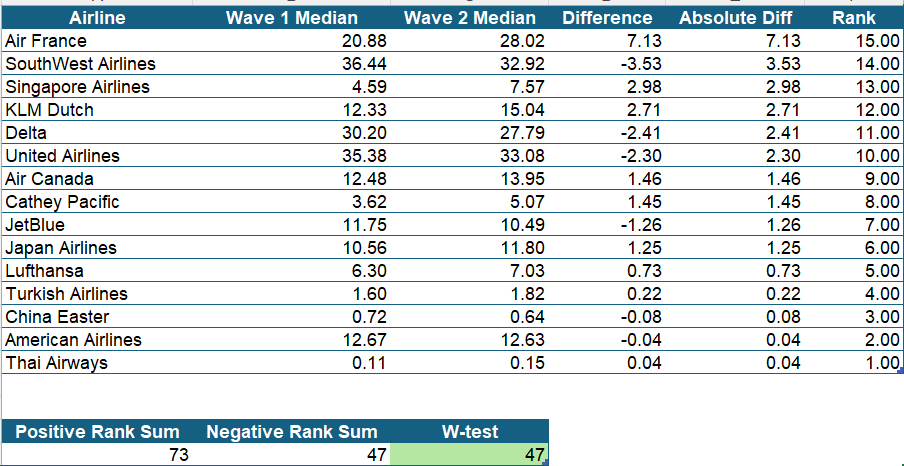 Airline Wave 1 Median Wave 2 Median Difference Absolute Diff Rank
Air France 20.88 28.02 7.13 7.13 15.00
SouthWest Airlines 36.44 32.92 -3.53 3.53 14.00
Singapore Airlines 4.59 7.57 2.98 2.98 13.00
KLM Dutch 12.33 15.04 2.71 2.71 12.00
Delta 30.20 27.79 -2.41 2.41 11.00
United Airlines 35.38 33.08 -2.30 2.30 10.00
Air Canada 12.48 13.95 1.46 1.46 9.00
Cathey Pacific 3.62 5.07 1.45 1.45 8.00
JetBlue 11.75 10.49 -1.26 1.26 7.00
Japan Airlines 10.56 11.80 1.25 1.25 6.00
Lufthansa 6.30 7.03 0.73 0.73 5.00
Turkish Airlines 1.60 1.82 0.22 0.22 4.00
China Easter 0.72 0.64 -0.08 0.08 3.00
American Airlines 12.67 12.63 -0.04 0.04 2.00
Thai Airways 0.11 0.15 0.04 0.04 1.00
Positive Rank Sum Negative Rank Sum W-test
73 47 47